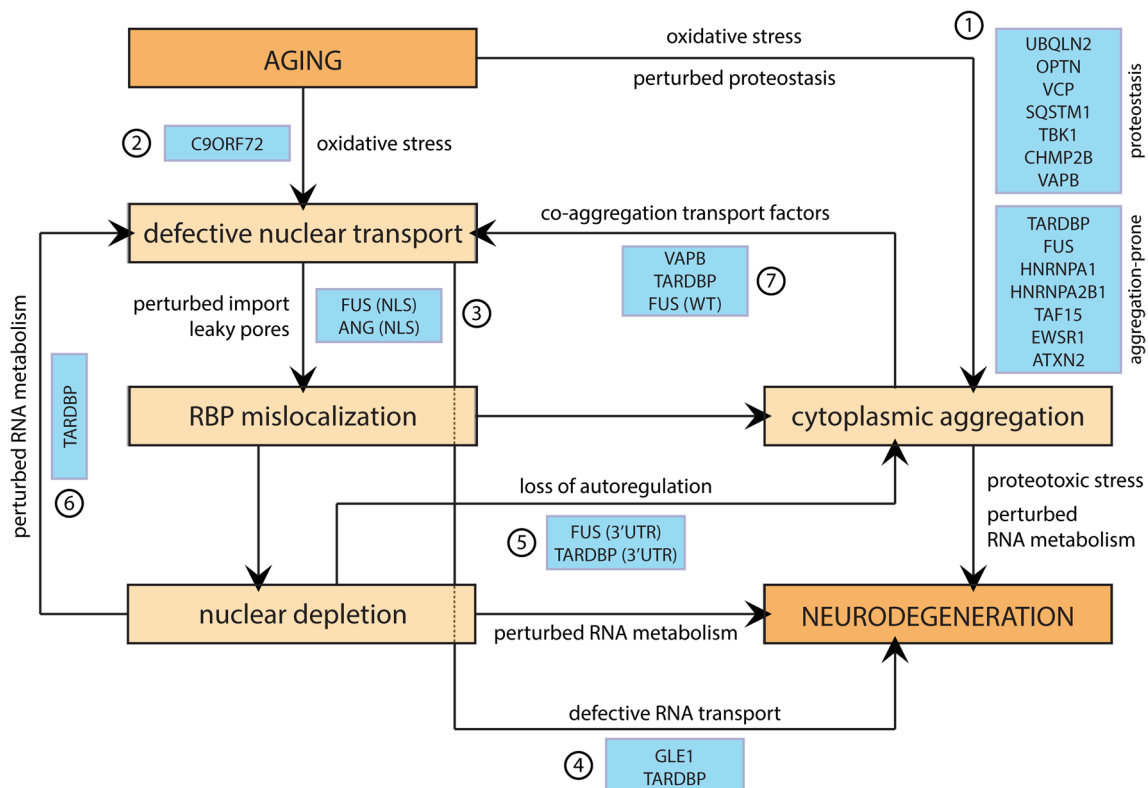 AGING
oxidative stress
perturbed proteostasis
1
UBQLN2
OPTN
VCP
SQSTM1
TBK1
CHMP2B
VAPB
proteostasis
2
C9ORF72
oxidative stress
TARDBP
FUS
HNRNPA1
HNRNPA2B1
TAF15
EWSR1
ATXN2
aggregation-prone
defective nuclear transport
co-aggregation transport factors
VAPB
TARDBP
FUS (WT)
7
perturbed import
leaky pores
FUS (NLS)
ANG (NLS)
3
perturbed RNA metabolism
TARDBP
6
RBP mislocalization
cytoplasmic aggregation
loss of autoregulation
5
FUS (3’UTR)
TARDBP (3’UTR)
proteotoxic stress
perturbed
RNA metabolism
nuclear depletion
perturbed RNA metabolism
NEURODEGENERATION
defective RNA transport
4
GLE1
TARDBP